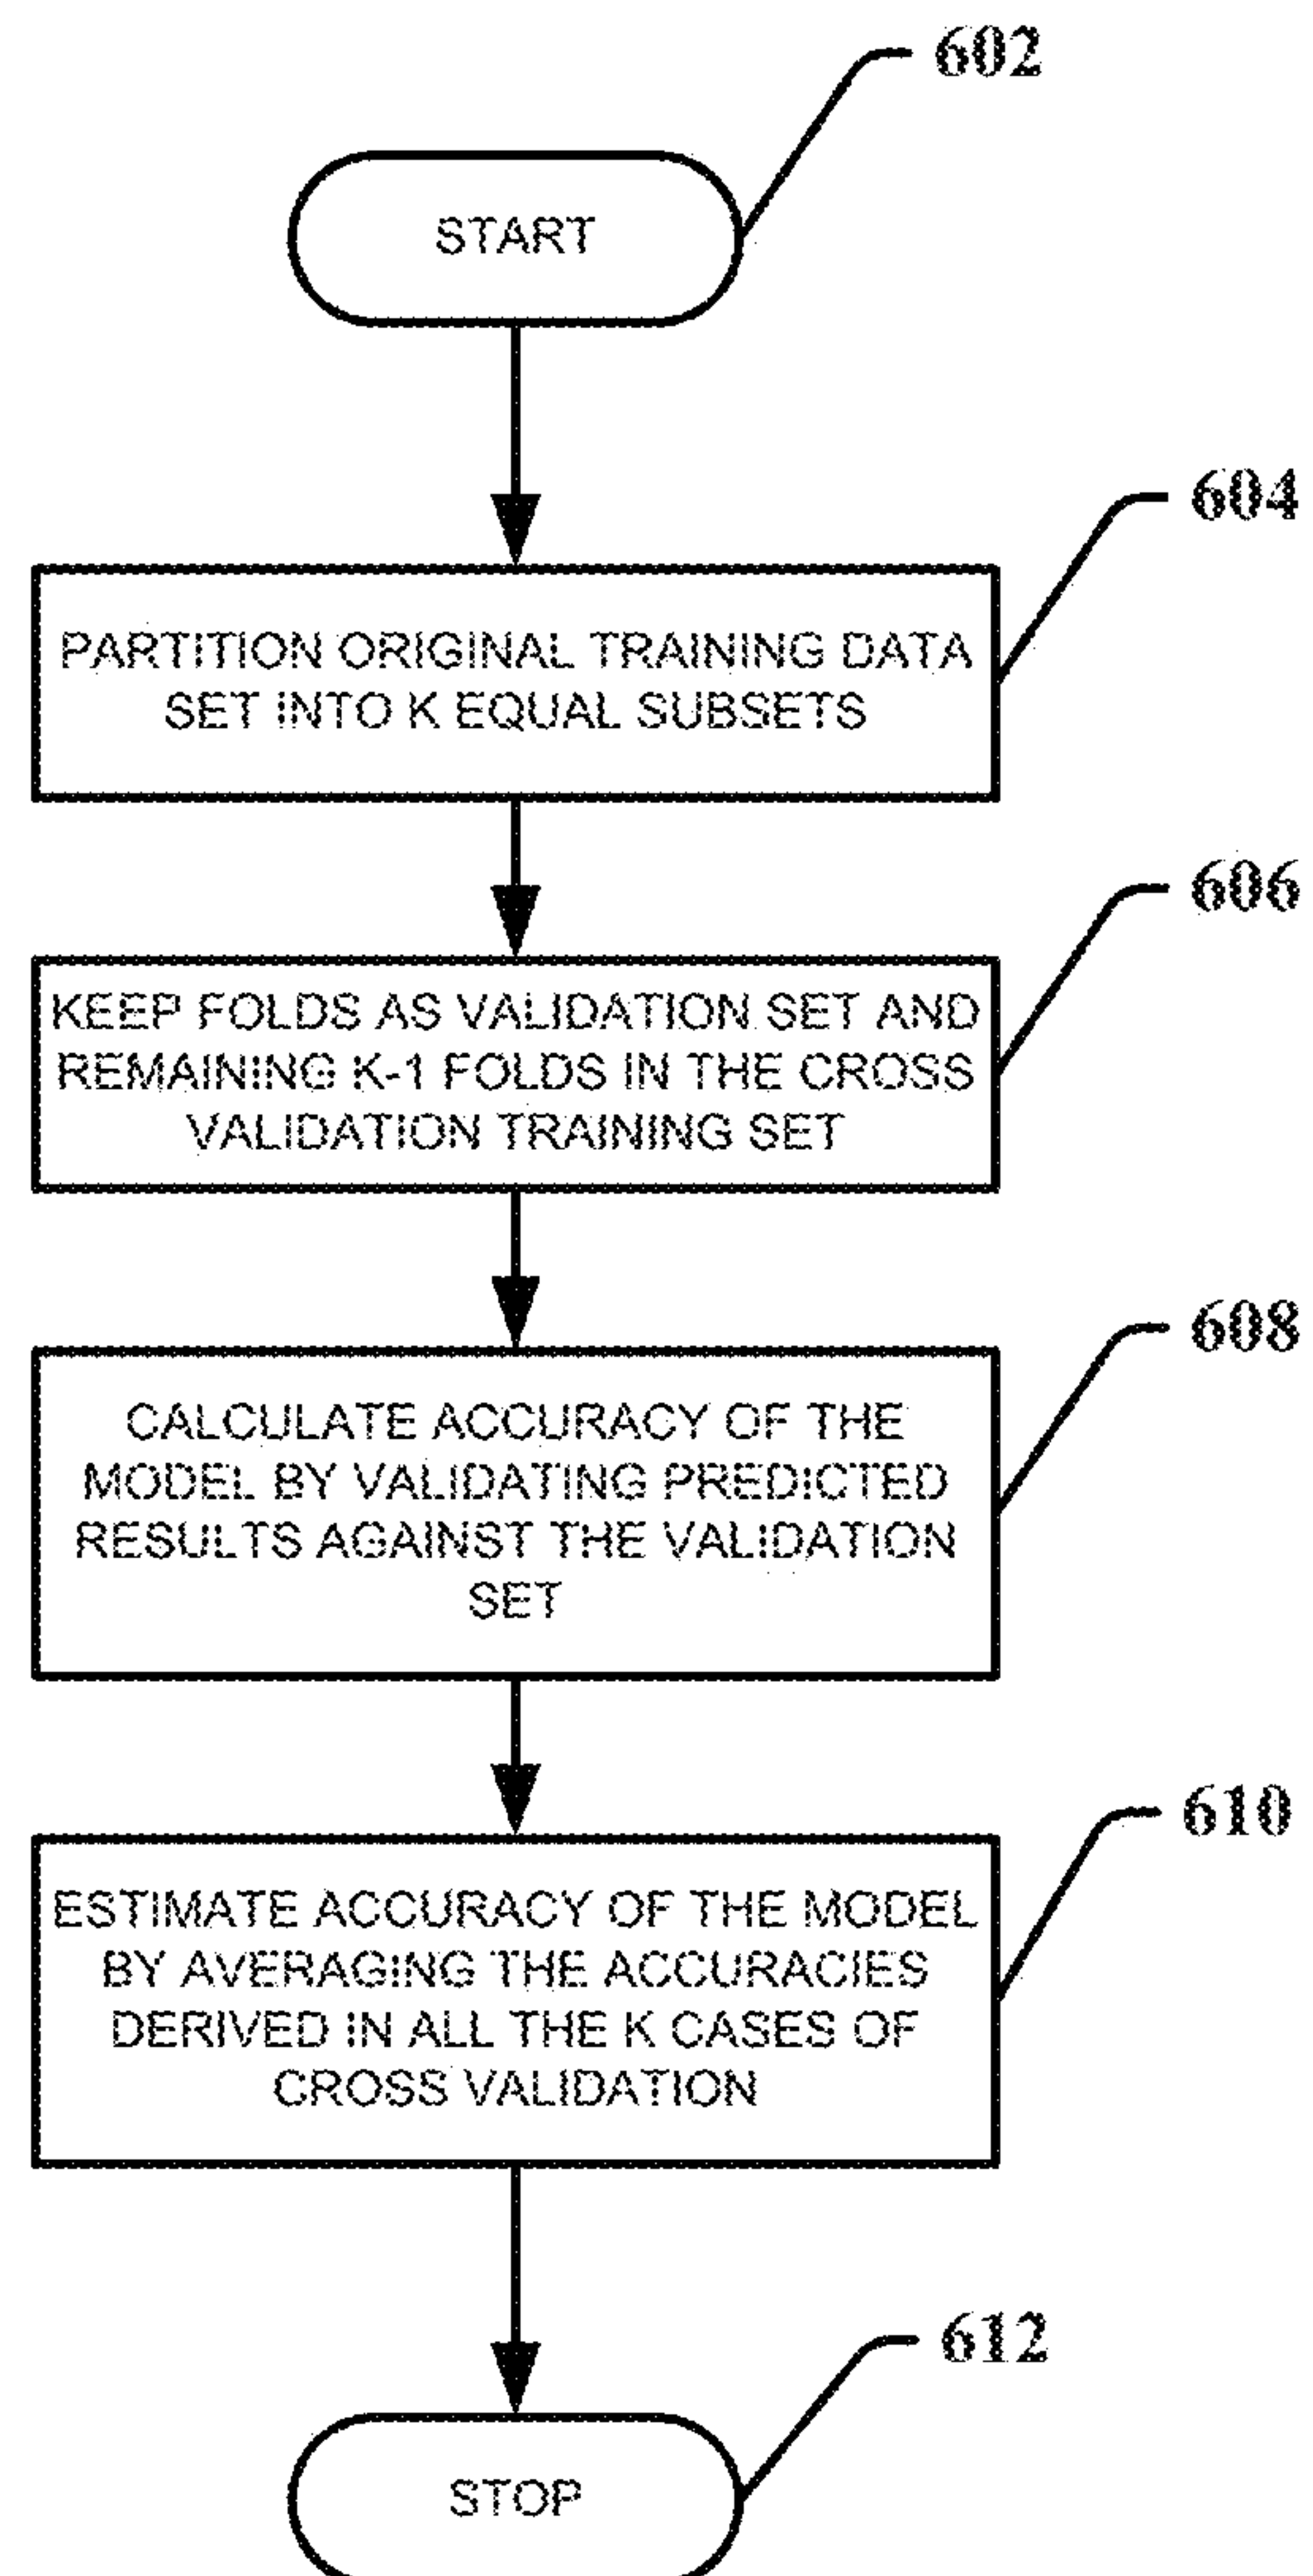 602
START
604
PARTITION ORIGINAL TRAINING DATA
SET INTO K EQUAL SUBSETS
606
KEEP FOLDS AS VALIDATION SET AND
REMAINING K-1 FOLDS IN THE CROSS
VALIDATION TRAINING SET
608
CALCULATE ACCURACY OF THE
MODEL BY VALIDATING PREDICTED
RESULTS AGAINST THE VALIDATION
SET
610
ESTIMATE ACCURACY OF THE MODEL
BY AVERAGING THE ACCURACIES
DERIVED IN ALL THE K CASES OF
CROSS VALIDATION
612
STOP